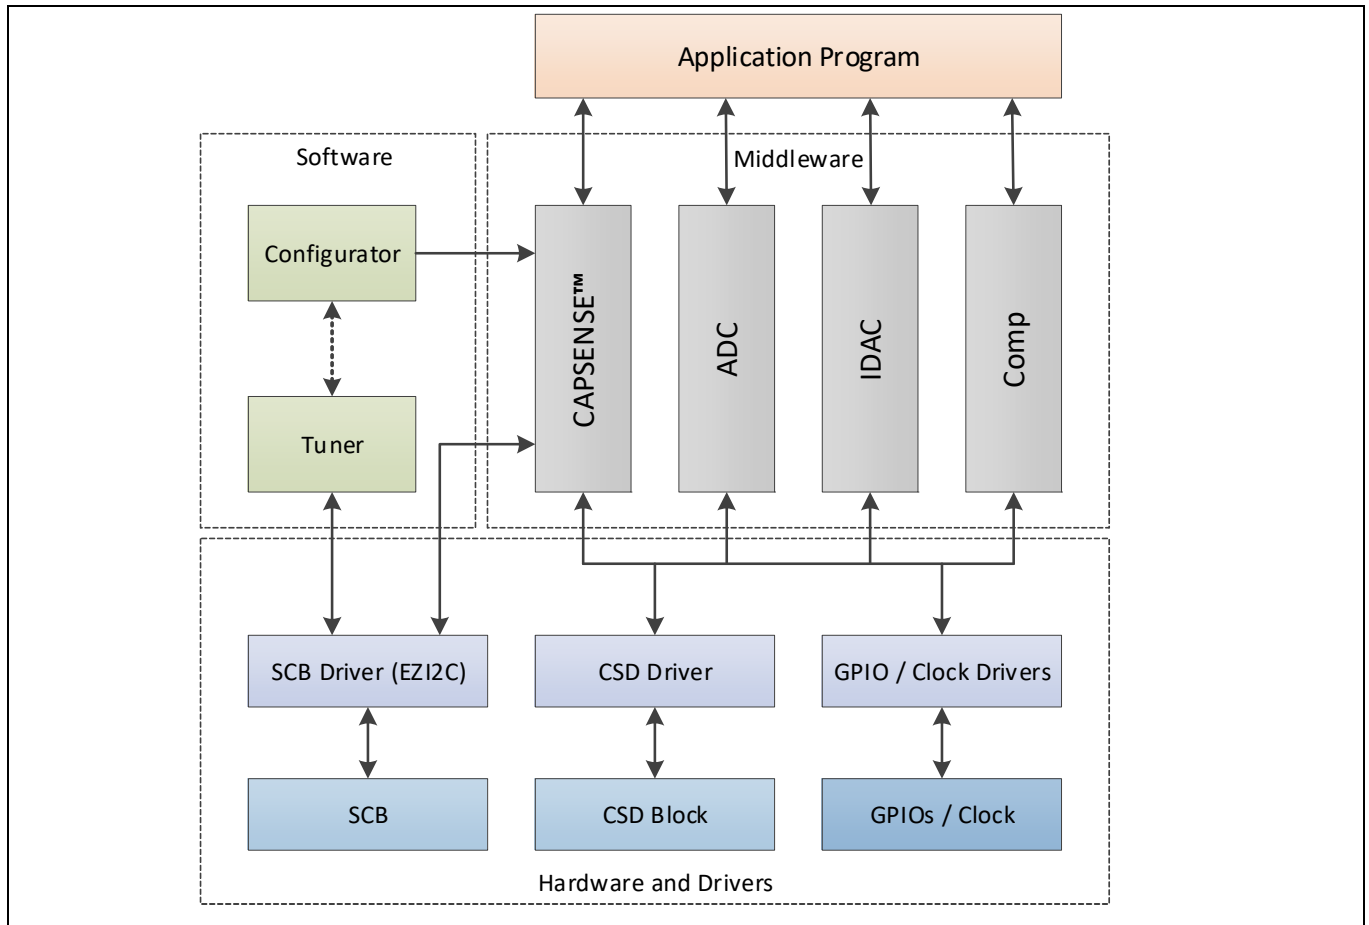 Application Program
Software
Middleware
Configurator
Tuner
CAPSENSE™
ADC
IDAC
Comp
SCB Driver (EZI2C)
CSD Driver
GPIO / Clock Drivers
SCB
CSD Block
GPIOs / Clock
Hardware and Drivers